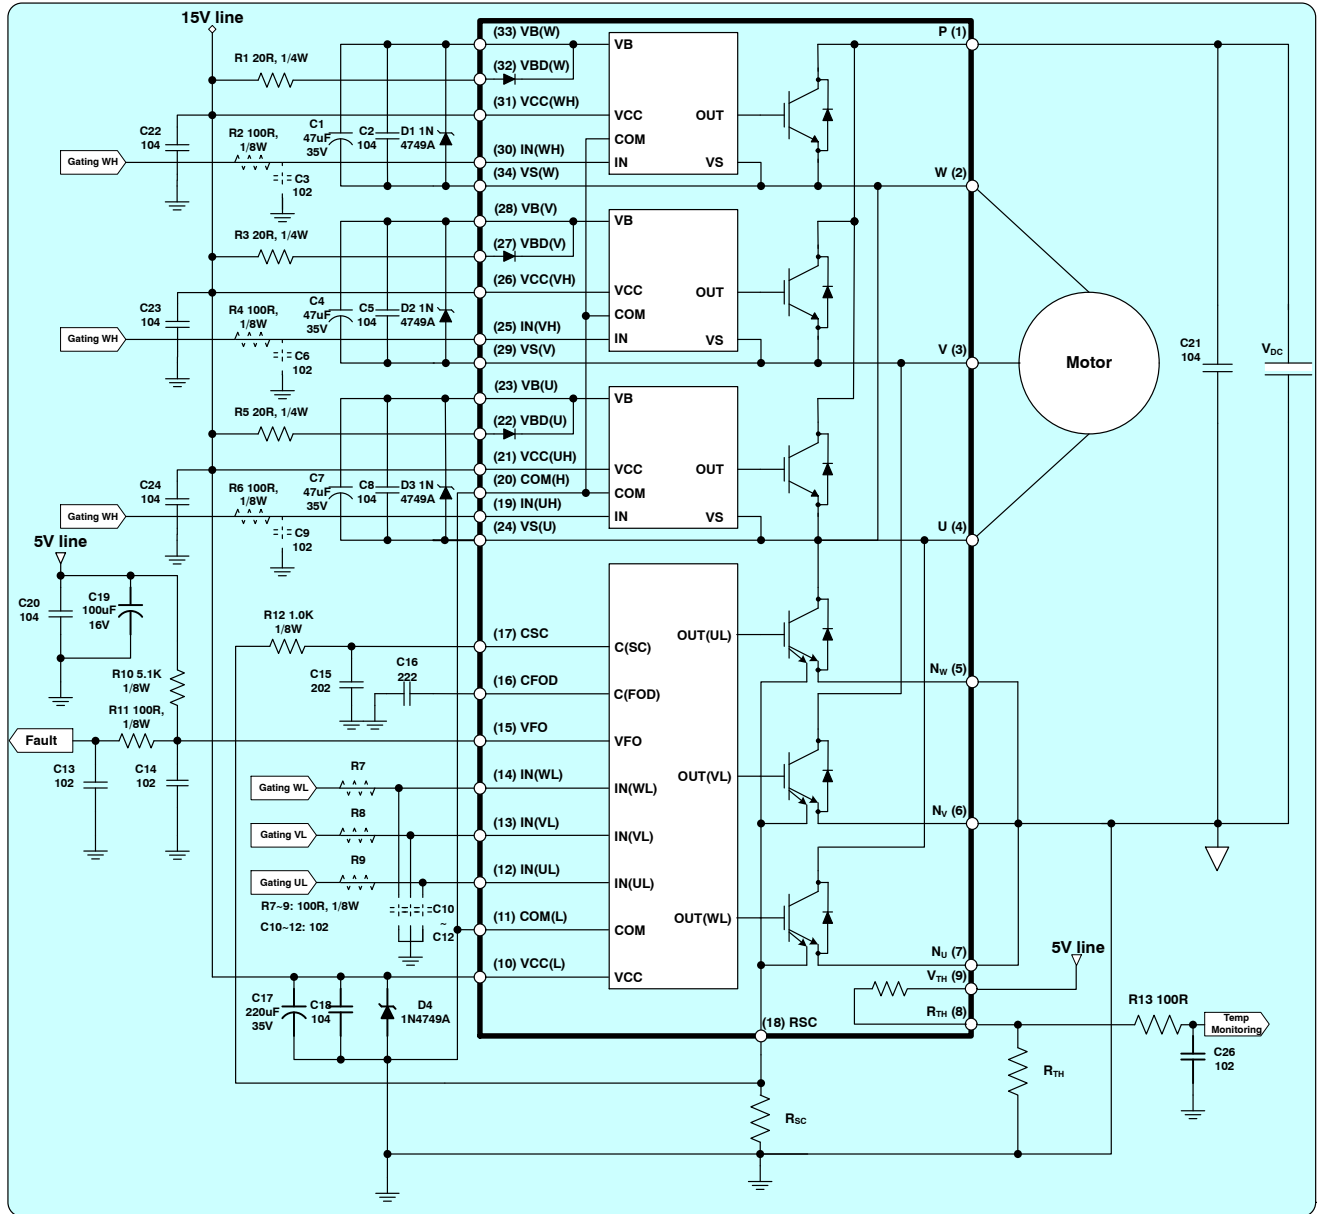 15V line
(33) VB(W)
P (1)
R1 20R, 1/4W
VB
(32) VBD(W)
(31) VCC(WH)
VCC
OUT
C22
104
R2 100R,
1/8W
C1
47uF
35V
C2
104
D1 1N
4749A
COM
Gating WH
(30) IN(WH)
IN
VS
C3
102
(34) VS(W)
W (2)
(28) VB(V)
VB
R3 20R, 1/4W
(27) VBD(V)
(26) VCC(VH)
VCC
OUT
C23
104
R4 100R,
1/8W
C4
47uF
35V
C5
104
D2 1N
4749A
COM
Gating WH
(25) IN(VH)
IN
VS
C6
102
(29) VS(V)
V (3)
Motor
C21
104
VDC
(23) VB(U)
VB
R5 20R, 1/4W
(22) VBD(U)
(21) VCC(UH)
VCC
OUT
C24
104
R6 100R,
1/8W
C7
47uF
35V
C8
104
D3 1N
4749A
(20) COM(H)
COM
Gating WH
(19) IN(UH)
IN
VS
C9
102
(24) VS(U)
U (4)
5V line
C20
104
C19
100uF
16V
R12 1.0K
1/8W
(17) CSC
C(SC)
OUT(UL)
C15
202
C16
222
(16) CFOD
C(FOD)
NW (5)
R10 5.1K
1/8W
R11 100R,
1/8W
Fault
(15) VFO
VFO
C13
102
C14
102
R7
Gating WL
(14) IN(WL)
IN(WL)
OUT(VL)
R8
Gating VL
(13) IN(VL)
IN(VL)
NV (6)
R9
Gating UL
(12) IN(UL)
IN(UL)
R7~9: 100R, 1/8W
C10~12: 102
C10
~
C12
(11) COM(L)
COM
OUT(WL)
NU (7)
5V line
(10) VCC(L)
VCC
VTH (9)
C17
220uF
35V
C18
104
D4
1N4749A
RTH (8)
R13 100R
Temp
Monitoring
(18) RSC
C26
102
RTH
RSC